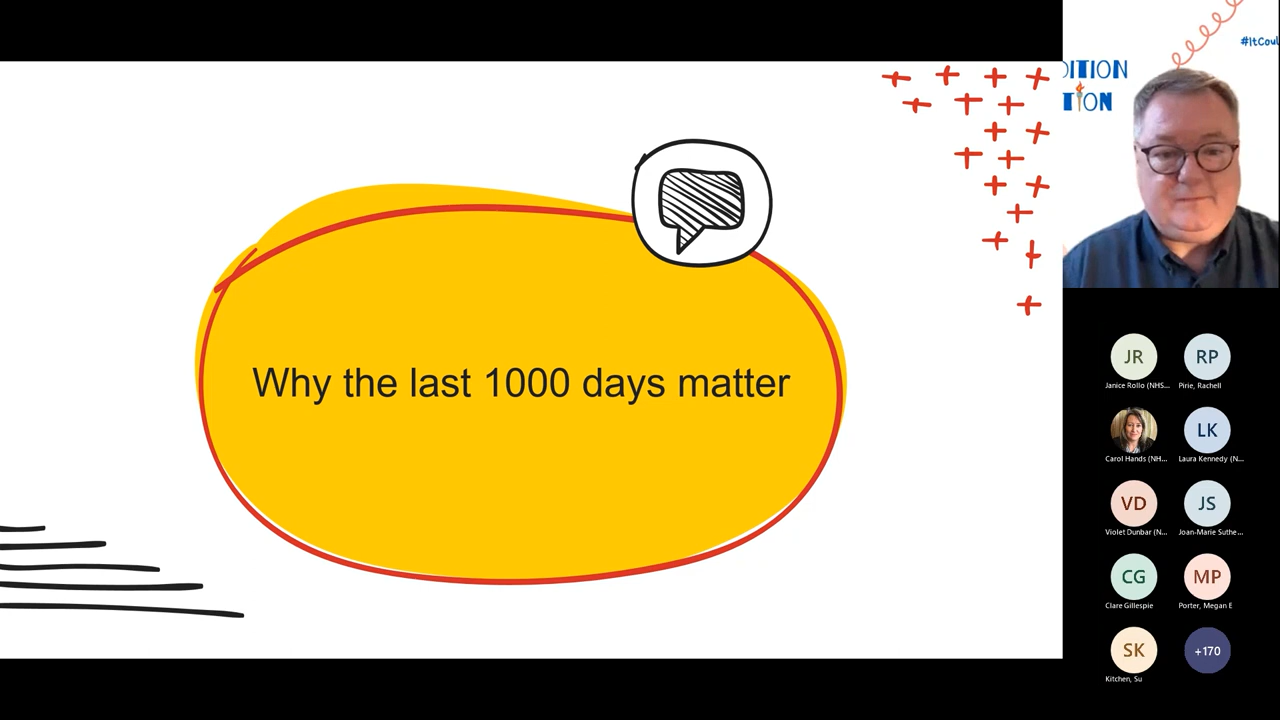 Why the last 1000 days matter
#ItCoul
DITION
TION
JR
RP
Janice Rollo (NHS...
Pirie, Rachell
LK
Carol Hands (NH...
Laura Kennedy (N...
VD
JS
Violet Dunbar (N...
Joan-Marie Suthe...
CG
MP
Clare Gillespie
Porter, Megan E
SK
+170
Kitchen, Su